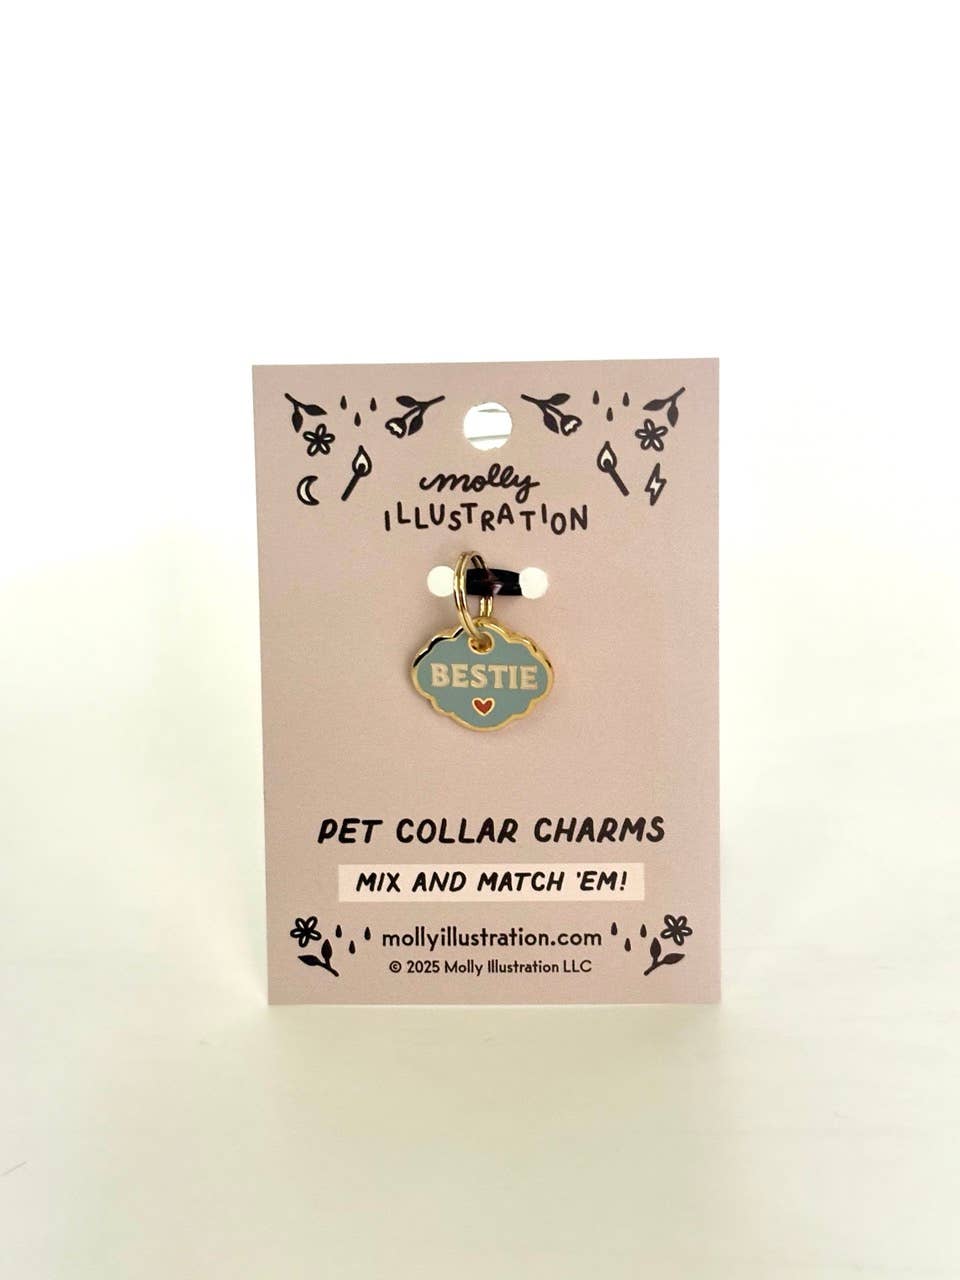 molly
ILLUSTRATION
BESTIE
PET COLLAR CHARMS
MIX AND MATCH 'EM!
mollyillustration.com
© 2025 Molly Illustration LLC